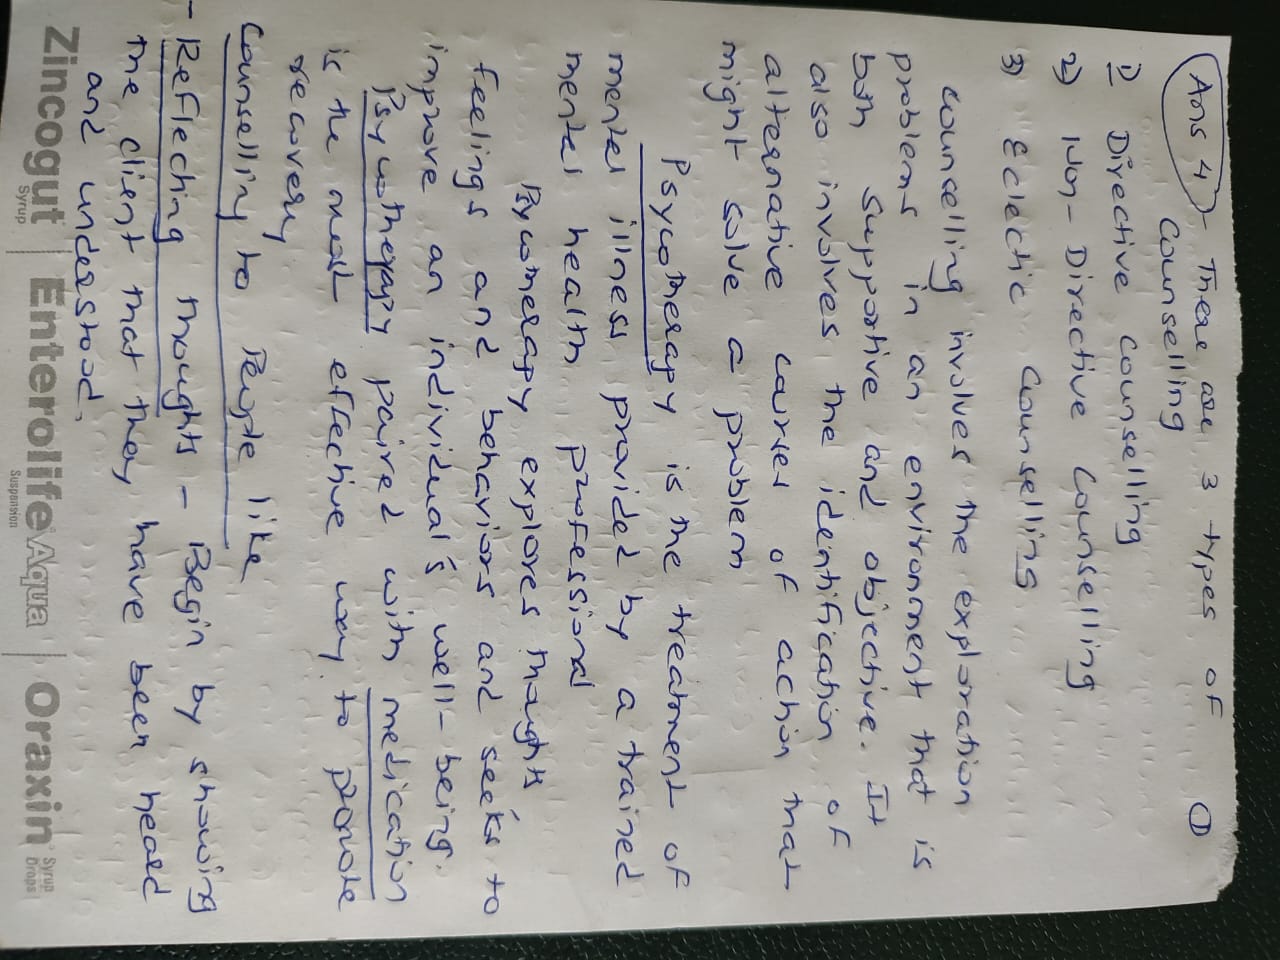 ①
Ans 4 - There are 3 types of
Counselling
1) Directive counselling
2) Non-Directive Counselling
3) Eclectic Counselling
Councelling involves the exploration
problems in an environment that is
both supportive and objective. It
also involves the identification of
alternative courses of action that
might solve a problem
Psycotherapy is the treatment of
mental illness provided by a trained
mental health professional
Psycotherapy explores thoughts
feelings and behaviors and seeks to
improve an individual's well-being.
Psycotherapy paired with medication
is the most effective way to promote
recovery
Counselling to People like
- Reflecting thoughts - Begin by showing
the client that they have been heard
and understood.
Zincogut Syrup | Enterolife Aqua Suspension | Oraxin Syrup Drops